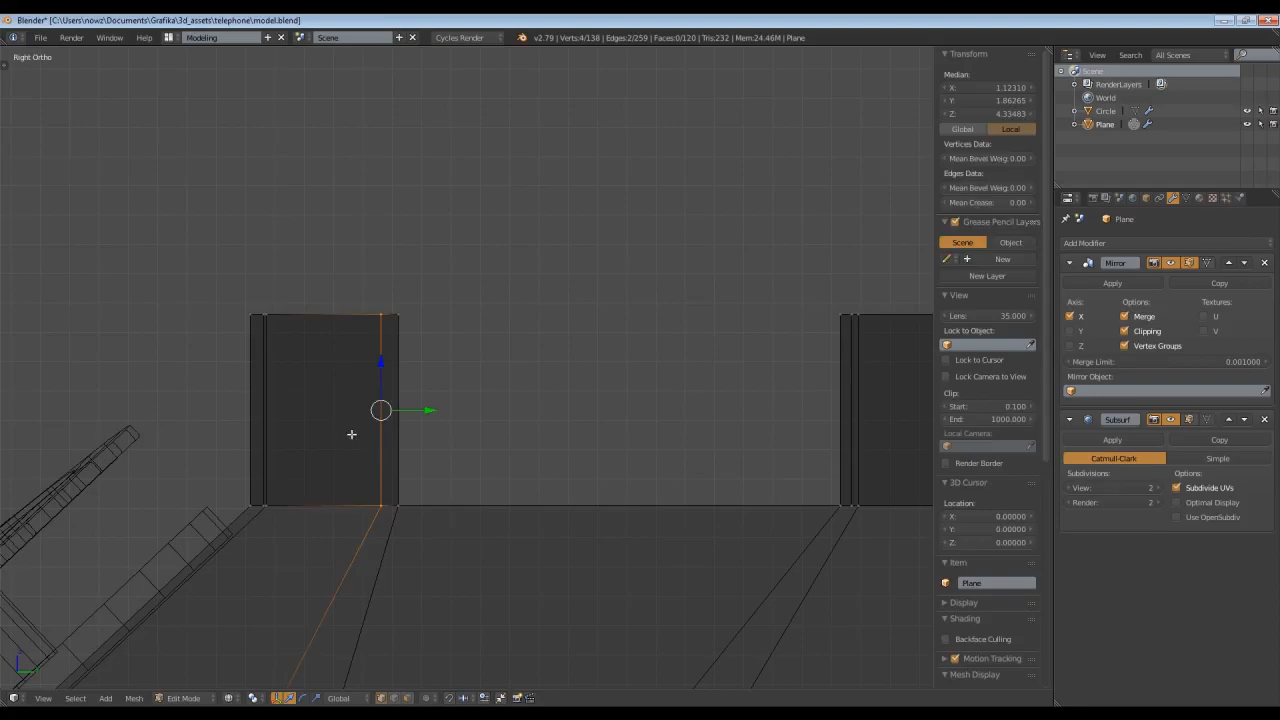 Blender* [C:\Users\nowz\Documents\Grafika\3d_assets\telephone\model.blend]
File Render Window Help Modeling Scene Cycles Render v2.79 | Verts:4/138 | Edges:2/259 | Faces:0/120 | Tris:232 | Mem:24.46M | Plane
View Search All Scenes
Right Ortho
Transform
Median:
X: 1.12310
Y: 1.86265
Z: 4.33483
Global Local
Vertices Data:
Mean Bevel Weig: 0.00
Edges Data:
Mean Bevel Weig: 0.00
Mean Crease: 0.00
Grease Pencil Layers
Scene Object
New
New Layer
View
Lens: 35.000
Lock to Object:
Lock to Cursor
Lock Camera to View
Clip:
Start: 0.100
End: 1000.000
Local Camera:
Render Border
3D Cursor
Location:
X: 0.00000
Y: 0.00000
Z: 0.00000
Item
Plane
Display
Shading
Backface Culling
Motion Tracking
Mesh Display
Scene
RenderLayers
World
Circle
Plane
Plane
Add Modifier
Mirror
Apply Copy
Axis: Options: Textures:
X Merge U
Y Clipping V
Z Vertex Groups
Merge Limit: 0.001000
Mirror Object:
Subsurf
Apply Copy
Catmull-Clark Simple
Subdivisions: Options:
View: 2 Subdivide UVs
Render: 2 Optimal Display
Use OpenSubdiv
View Select Add Mesh Edit Mode Global